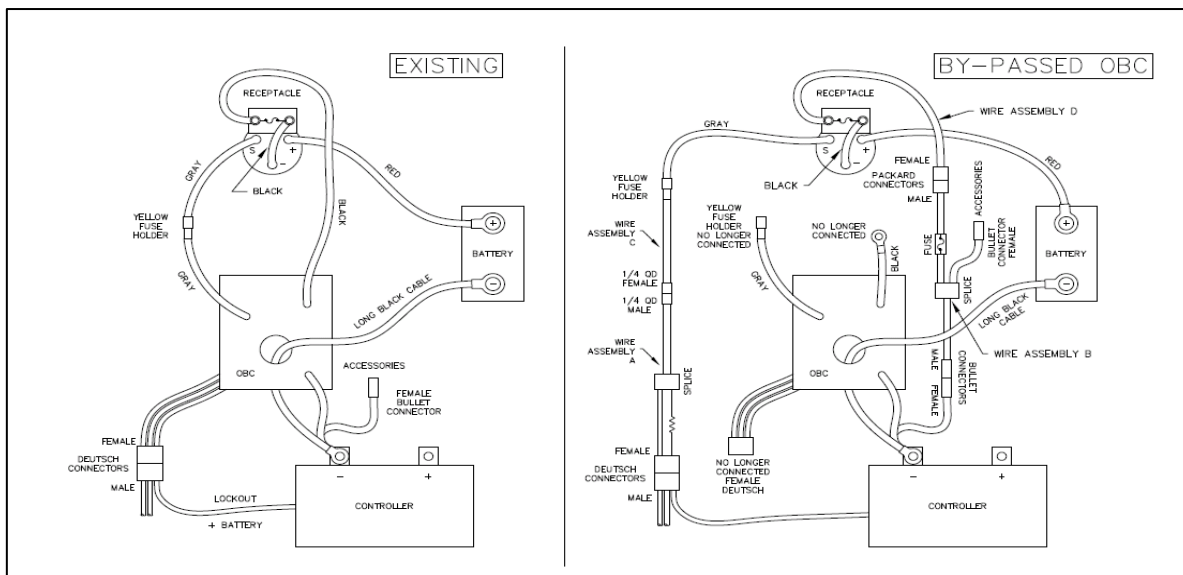 EXISTING
RECEPTACLE
S
+
−
GRAY
BLACK
RED
BLACK
YELLOW
FUSE
HOLDER
GRAY
+
BATTERY
−
LONG BLACK CABLE
OBC
ACCESSORIES
FEMALE
BULLET
CONNECTOR
FEMALE
DEUTSCH
CONNECTORS
MALE
LOCKOUT
+ BATTERY
−
+
CONTROLLER
BY-PASSED OBC
RECEPTACLE
WIRE ASSEMBLY D
GRAY
S
+
−
BLACK
RED
FEMALE
PACKARD
CONNECTORS
MALE
YELLOW
FUSE
HOLDER
YELLOW
FUSE
HOLDER
NO LONGER
CONNECTED
NO LONGER
CONNECTED
ACCESSORIES
BULLET
CONNECTOR
FEMALE
FUSE
+
BATTERY
−
WIRE
ASSEMBLY
C
BLACK
GRAY
1/4 QD
FEMALE
1/4 QD
MALE
SPLICE
LONG BLACK
CABLE
WIRE
ASSEMBLY
A
WIRE ASSEMBLY B
OBC
SPLICE
MALE
FEMALE
BULLET
CONNECTORS
FEMALE
DEUTSCH
CONNECTORS
MALE
NO LONGER
CONNECTED
FEMALE
DEUTSCH
−
+
CONTROLLER